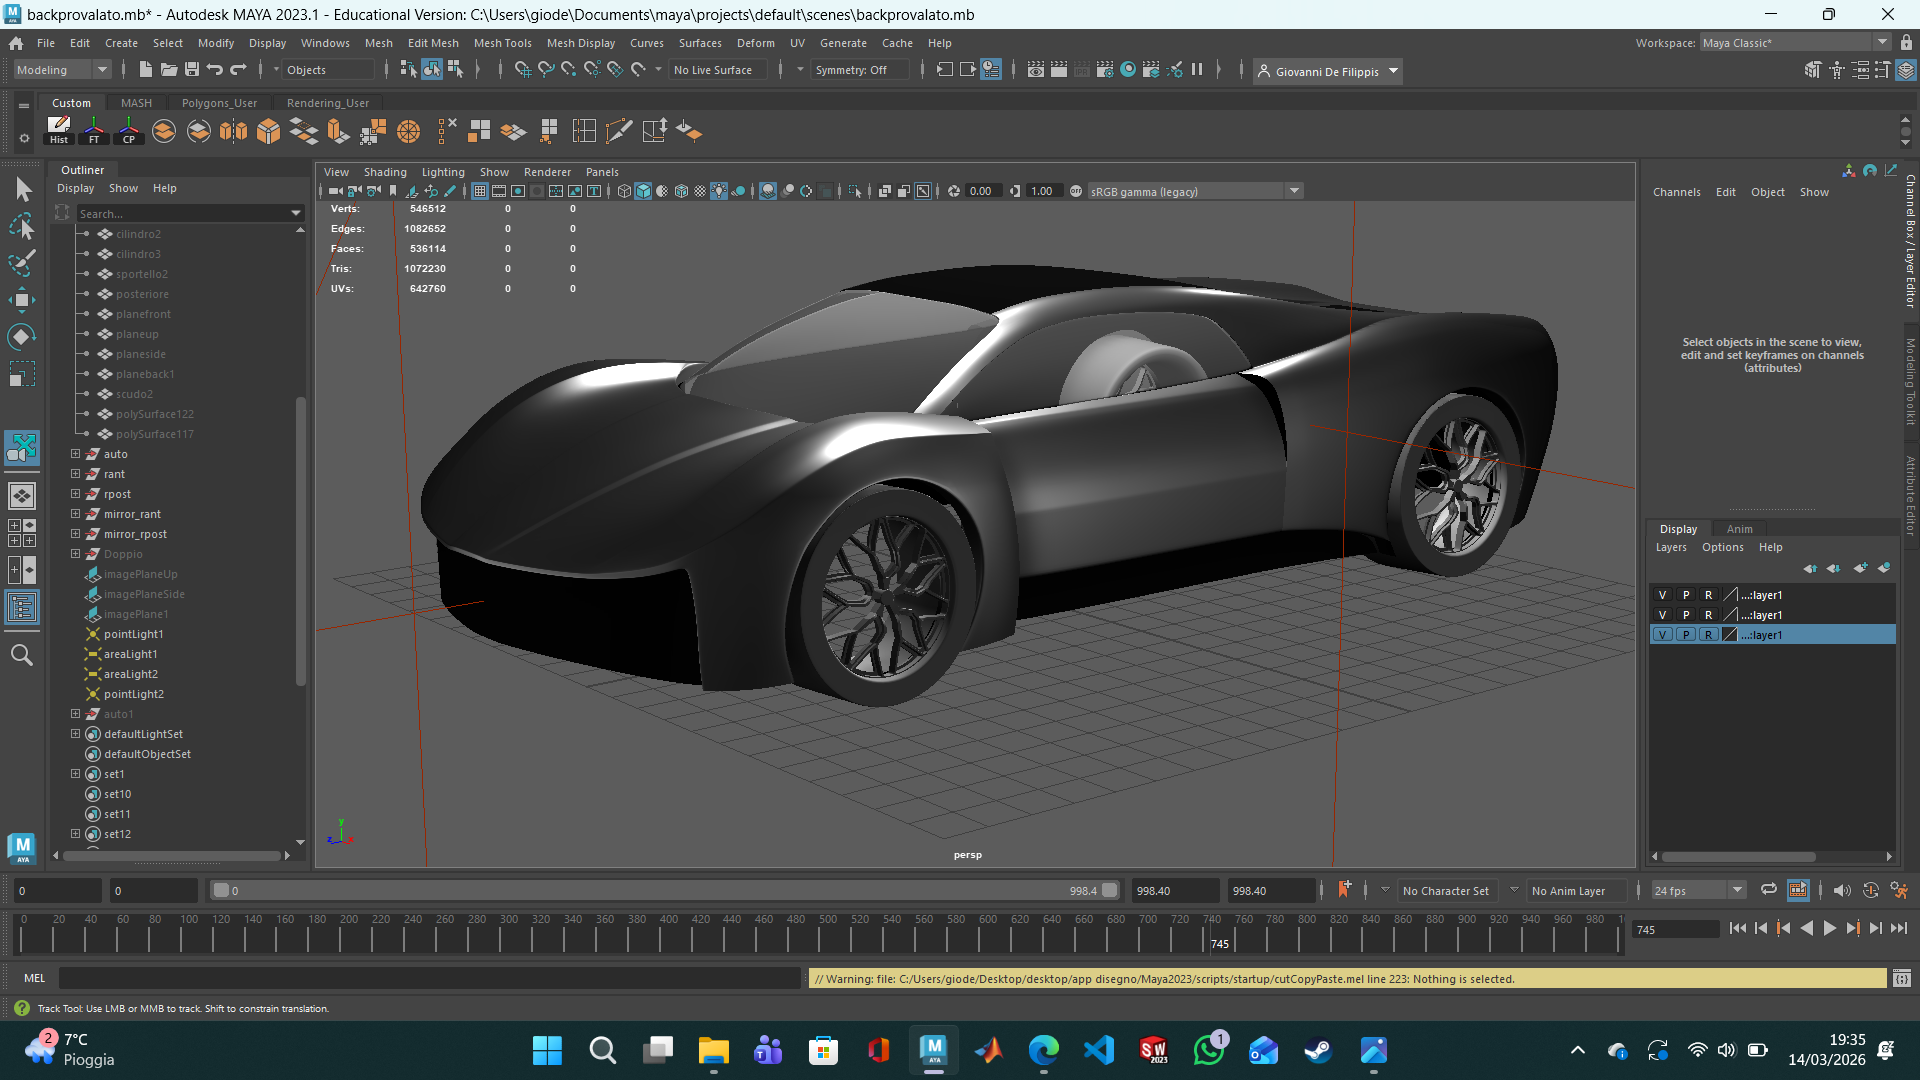 backprovalato.mb* - Autodesk MAYA 2023.1 - Educational Version: C:\Users\giode\Documents\maya\projects\default\scenes\backprovalato.mb
File Edit Create Select Modify Display Windows Mesh Edit Mesh Mesh Tools Mesh Display Curves Surfaces Deform UV Generate Cache Help
Workspace: Maya Classic*
Modeling Objects No Live Surface Symmetry: Off Giovanni De Filippis
Custom MASH Polygons_User Rendering_User
Hist FT CP
Outliner
Display Show Help
Search...
cilindro2
cilindro3
sportello2
posteriore
planefront
planeup
planeside
planeback1
scudo2
polySurface122
polySurface117
auto
rant
rpost
mirror_rant
mirror_rpost
Doppio
imagePlaneUp
imagePlaneSide
imagePlane1
pointLight1
areaLight1
areaLight2
pointLight2
auto1
defaultLightSet
defaultObjectSet
set1
set10
set11
set12
View Shading Lighting Show Renderer Panels
0.00 1.00 sRGB gamma (legacy)
Verts: 546512 0 0
Edges: 1082652 0 0
Faces: 536114 0 0
Tris: 1072230 0 0
UVs: 642760 0 0
y
z x
persp
Channels Edit Object Show
Select objects in the scene to view,
edit and set keyframes on channels
(attributes)
Channel Box / Layer Editor
Modeling Toolkit
Attribute Editor
Display Anim
Layers Options Help
V P R ...:layer1
V P R ...:layer1
V P R ...:layer1
M
AYA
0 0 0 998.4 998.40 998.40 No Character Set No Anim Layer 24 fps
0 20 40 60 80 100 120 140 160 180 200 220 240 260 280 300 320 340 360 380 400 420 440 460 480 500 520 540 560 580 600 620 640 660 680 700 720 740 760 780 800 820 840 860 880 900 920 940 960 980
745
745
MEL
// Warning: file: C:/Users/giode/Desktop/desktop/app disegno/Maya2023/scripts/startup/cutCopyPaste.mel line 223: Nothing is selected.
Track Tool: Use LMB or MMB to track. Shift to constrain translation.
2
7°C
Pioggia
M
AYA
SW
2023
1
19:35
14/03/2026